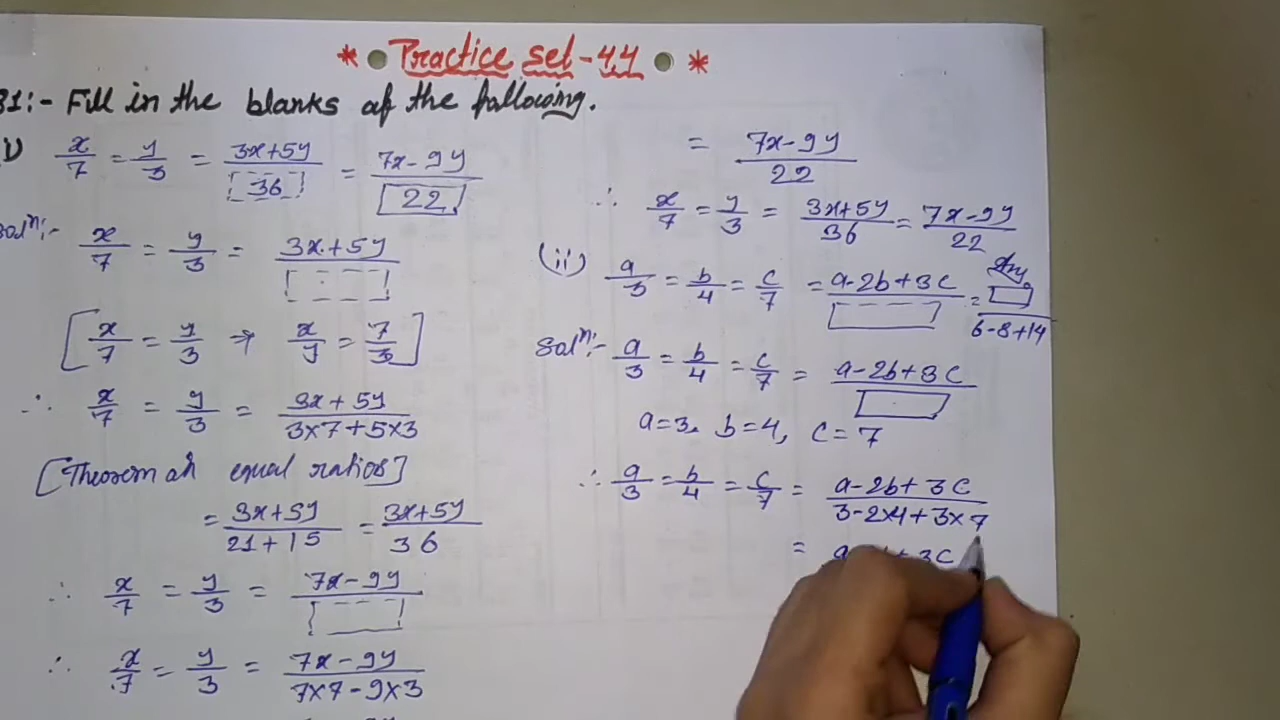 * Practice set-4.4 *
Q1:- Fill in the blanks of the following.
i) x/7 = y/3 = 3x+5y/[36] = 7x-9y/[22]
Solⁿ:- x/7 = y/3 = 3x+5y/[ ]
[x/7 = y/3 → x/y = 7/3]
∴ x/7 = y/3 = 3x+5y/3×7+5×3
[Theorem of equal ratios]
= 3x+5y/21+15 = 3x+5y/36
∴ x/7 = y/3 = 7x-9y/[ ]
∴ x/7 = y/3 = 7x-9y/7×7-9×3
= 7x-9y/22
∴ x/7 = y/3 = 3x+5y/36 = 7x-9y/22
Ans
(ii) a/3 = b/4 = c/7 = a-2b+3c/[ ] = [ ]/6-8+14
Solⁿ:- a/3 = b/4 = c/7 = a-2b+3c/[ ]
a=3, b=4, c=7
∴ a/3 = b/4 = c/7 = a-2b+3c/3-2×4+3×7
=